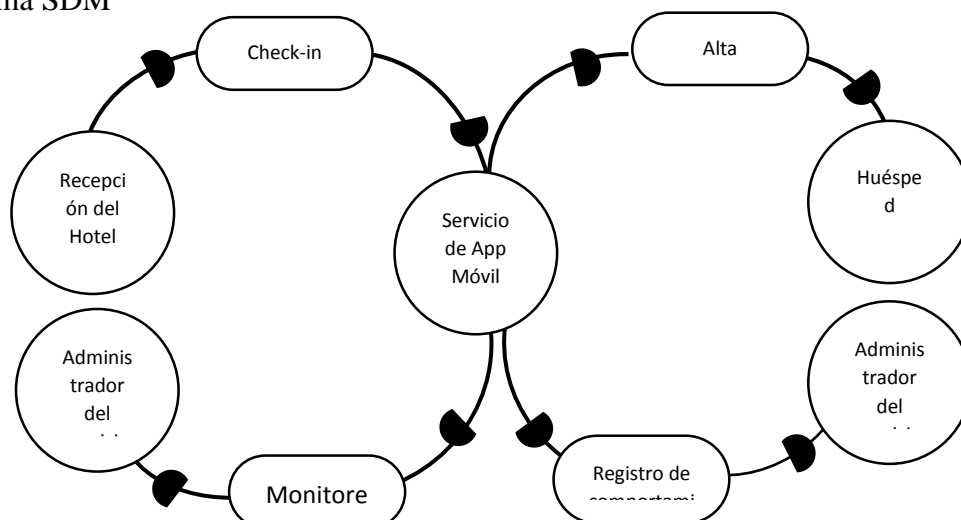 SDM
Check-in
Alta
Recepci
ón del
Hotel
Servicio
de App
Móvil
Huéspe
d
Adminis
trador
del
Adminis
trador
del
Monitore
Registro de